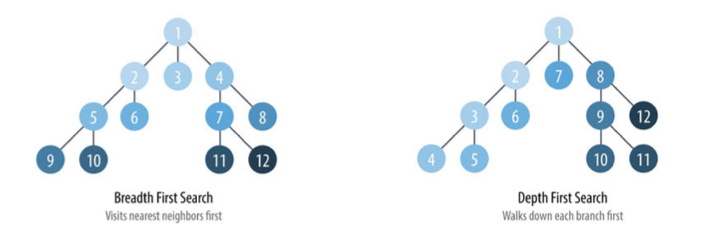 1
2 3 4
5 6 7 8
9 10 11 12
Breadth First Search
Visits nearest neighbors first
1
2 7 8
3 6 9 12
4 5 10 11
Depth First Search
Walks down each branch first